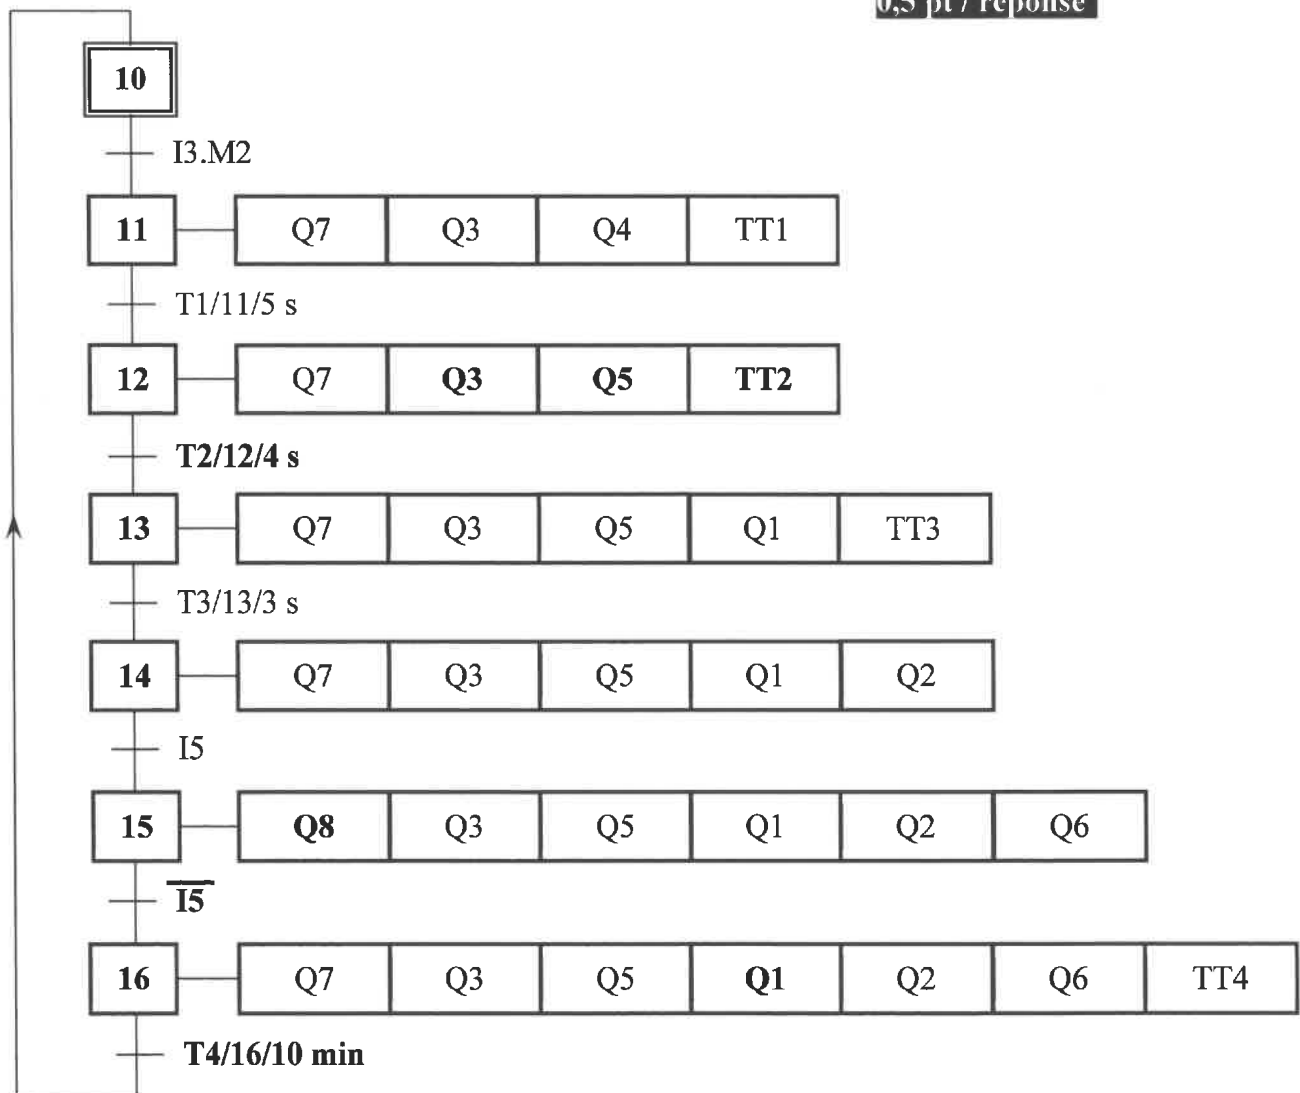 0,5 pt / réponse
10
I3.M2
11 Q7 Q3 Q4 TT1
T1/11/5 s
12 Q7 Q3 Q5 TT2
T2/12/4 s
13 Q7 Q3 Q5 Q1 TT3
T3/13/3 s
14 Q7 Q3 Q5 Q1 Q2
I5
15 Q8 Q3 Q5 Q1 Q2 Q6
I̅5̅
16 Q7 Q3 Q5 Q1 Q2 Q6 TT4
T4/16/10 min